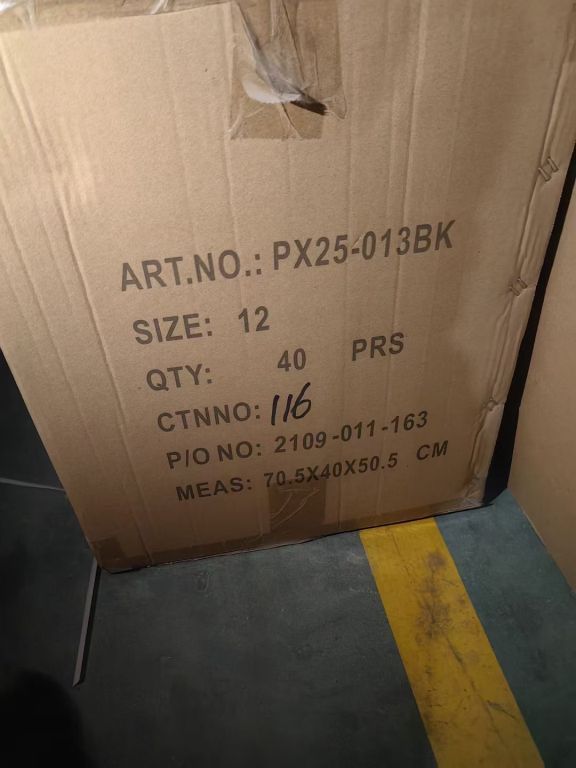 ART.NO.: PX25-013BK
SIZE: 12
QTY: 40 PRS
CTNNO: 116
P/O NO: 2109-011-163
MEAS: 70.5X40X50.5 CM